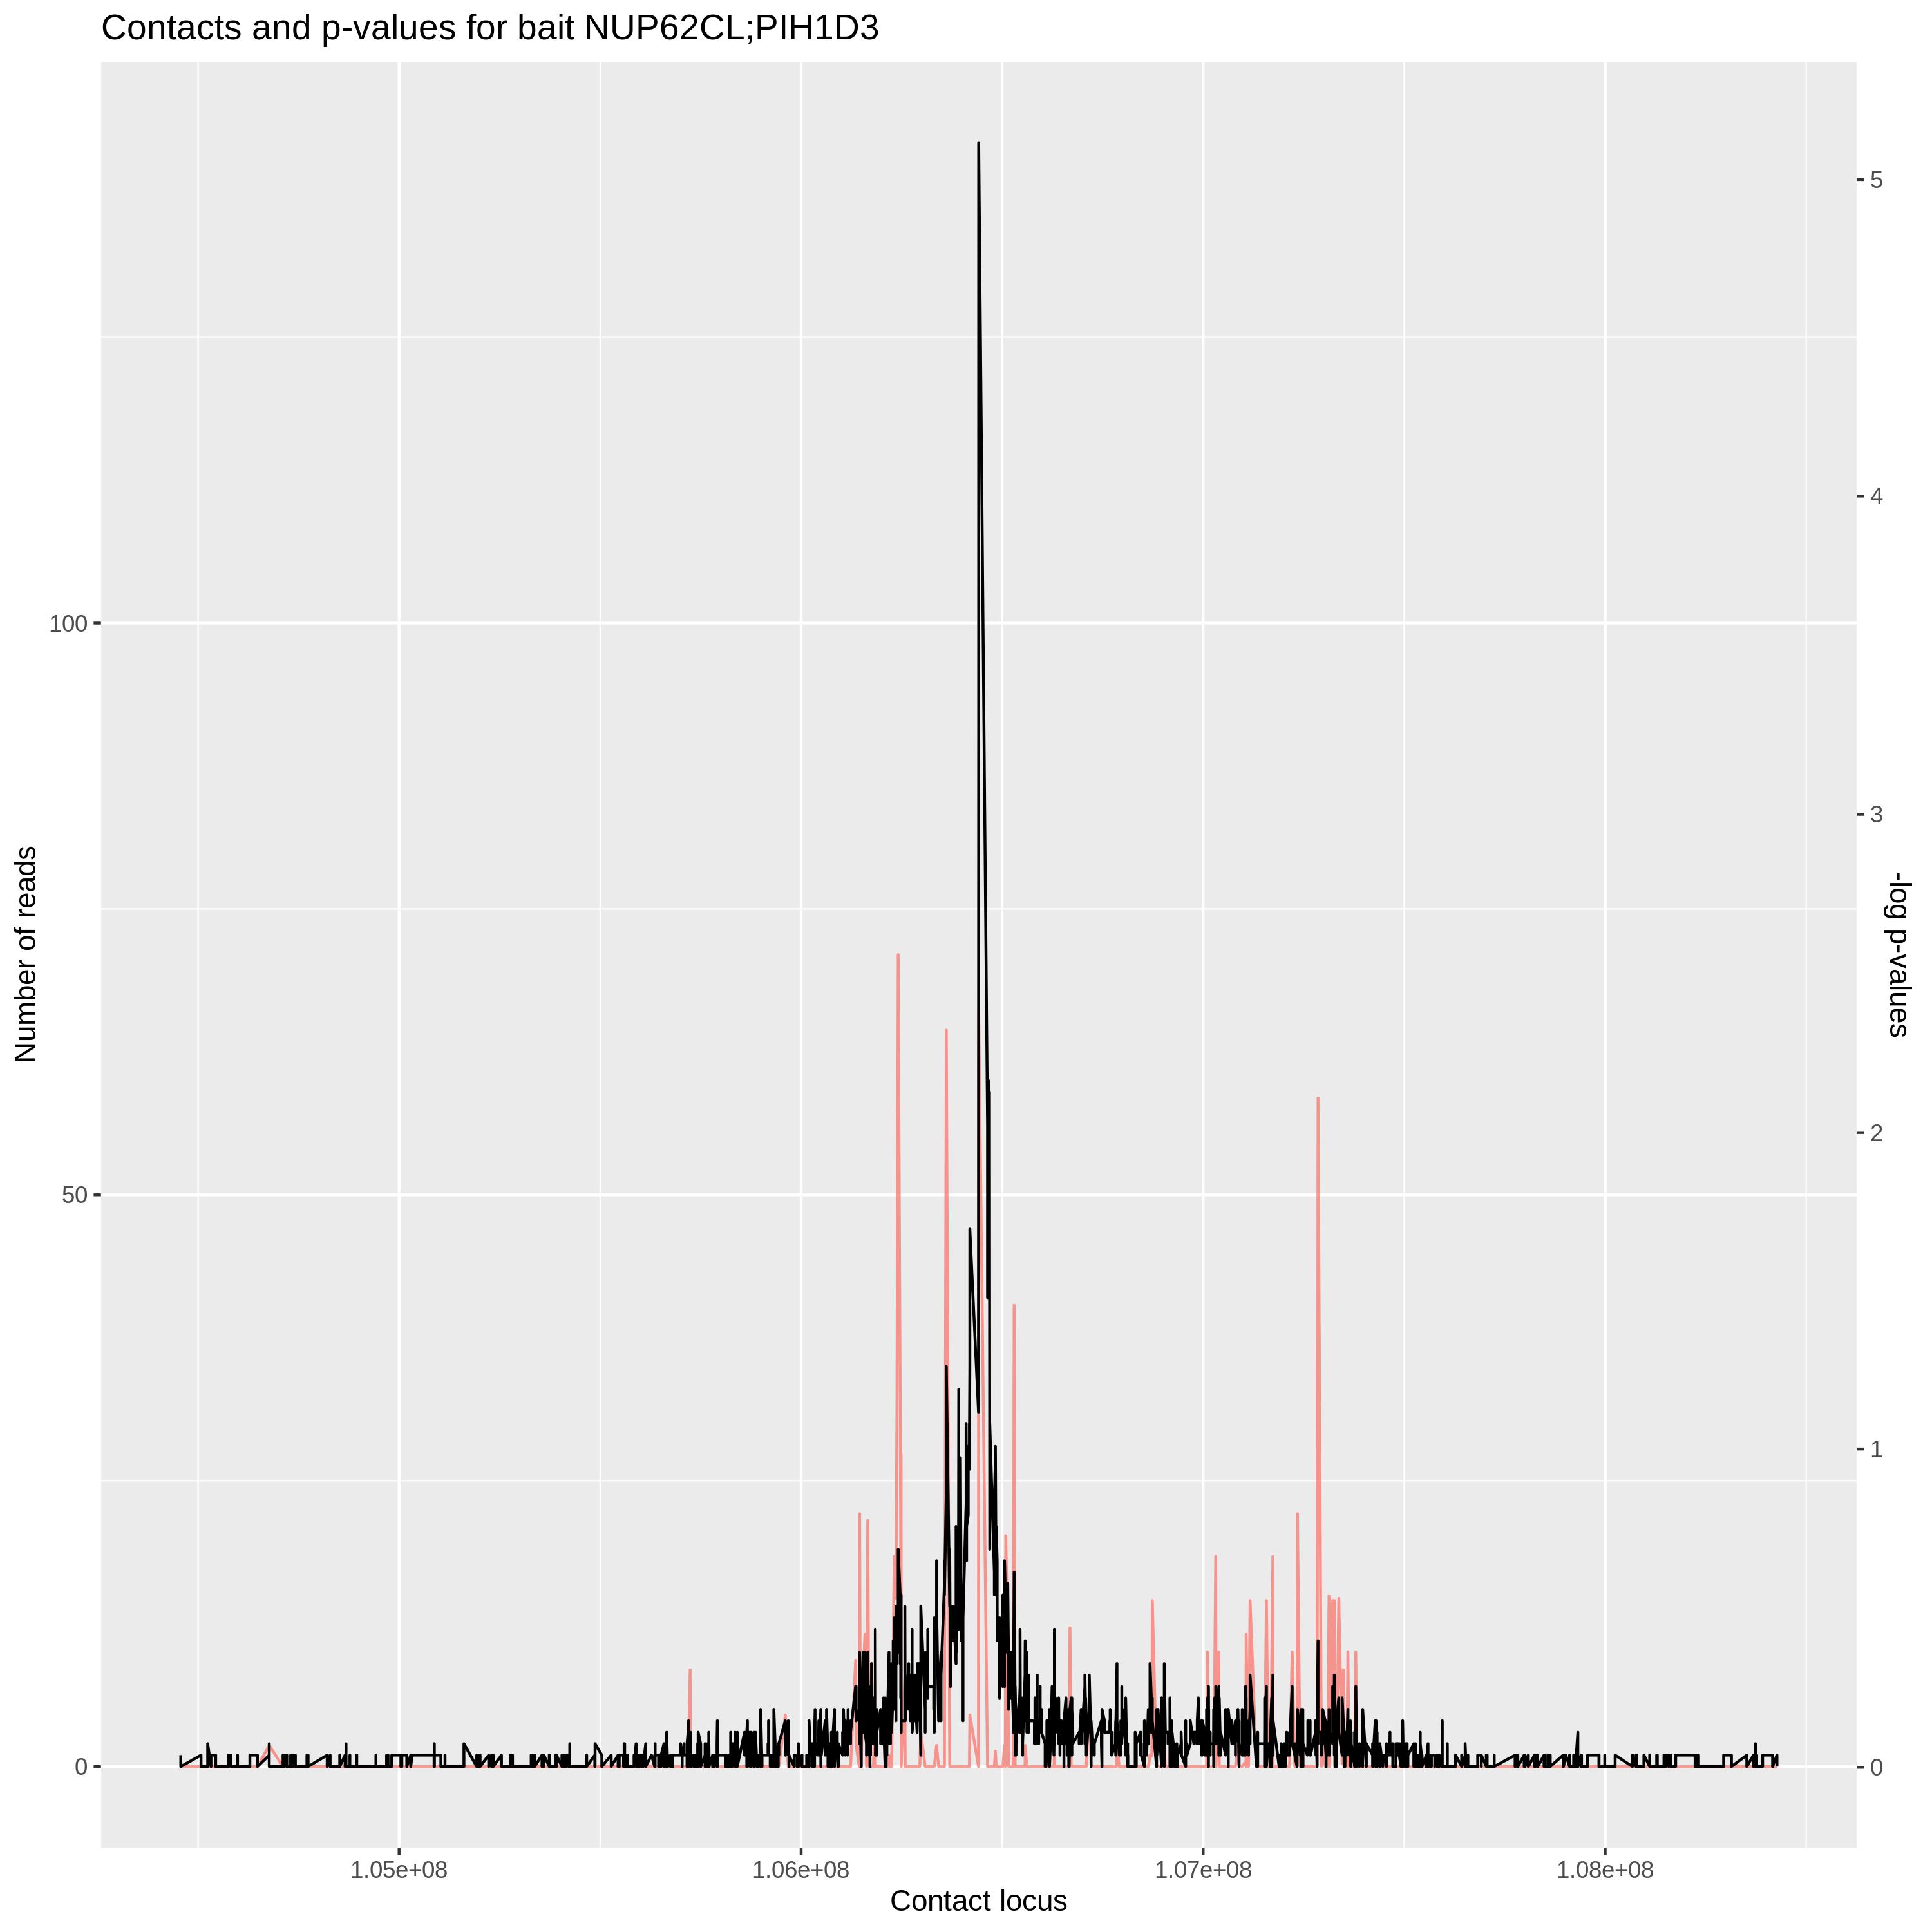 Contacts and p-values for bait NUP62CL;PIH1D3
Number of reads
100
50
0
5
4
3
2
1
0
-log p-values
1.05e+08
1.06e+08
1.07e+08
1.08e+08
Contact locus